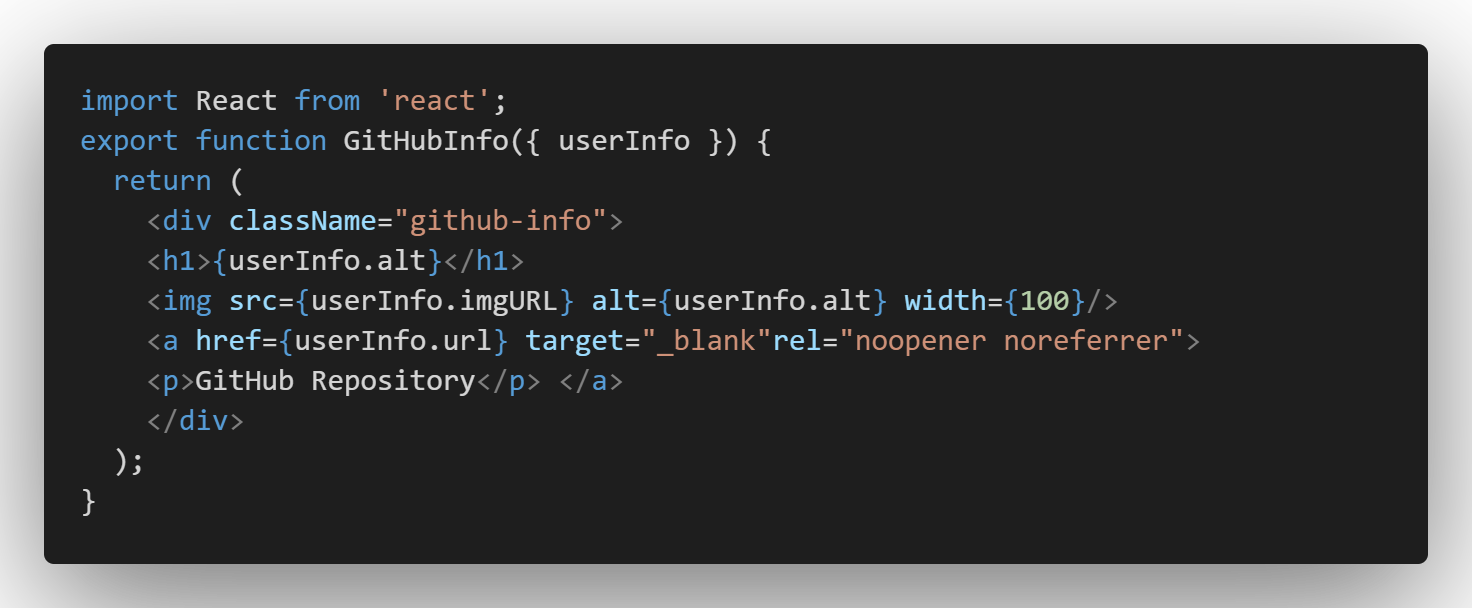 import React from 'react';
export function GitHubInfo({ userInfo }) {
  return (
    <div className="github-info">
    <h1>{userInfo.alt}</h1>
    <img src={userInfo.imgURL} alt={userInfo.alt} width={100}/>
    <a href={userInfo.url} target="_blank"rel="noopener noreferrer">
    <p>GitHub Repository</p> </a>
    </div>
  );
}